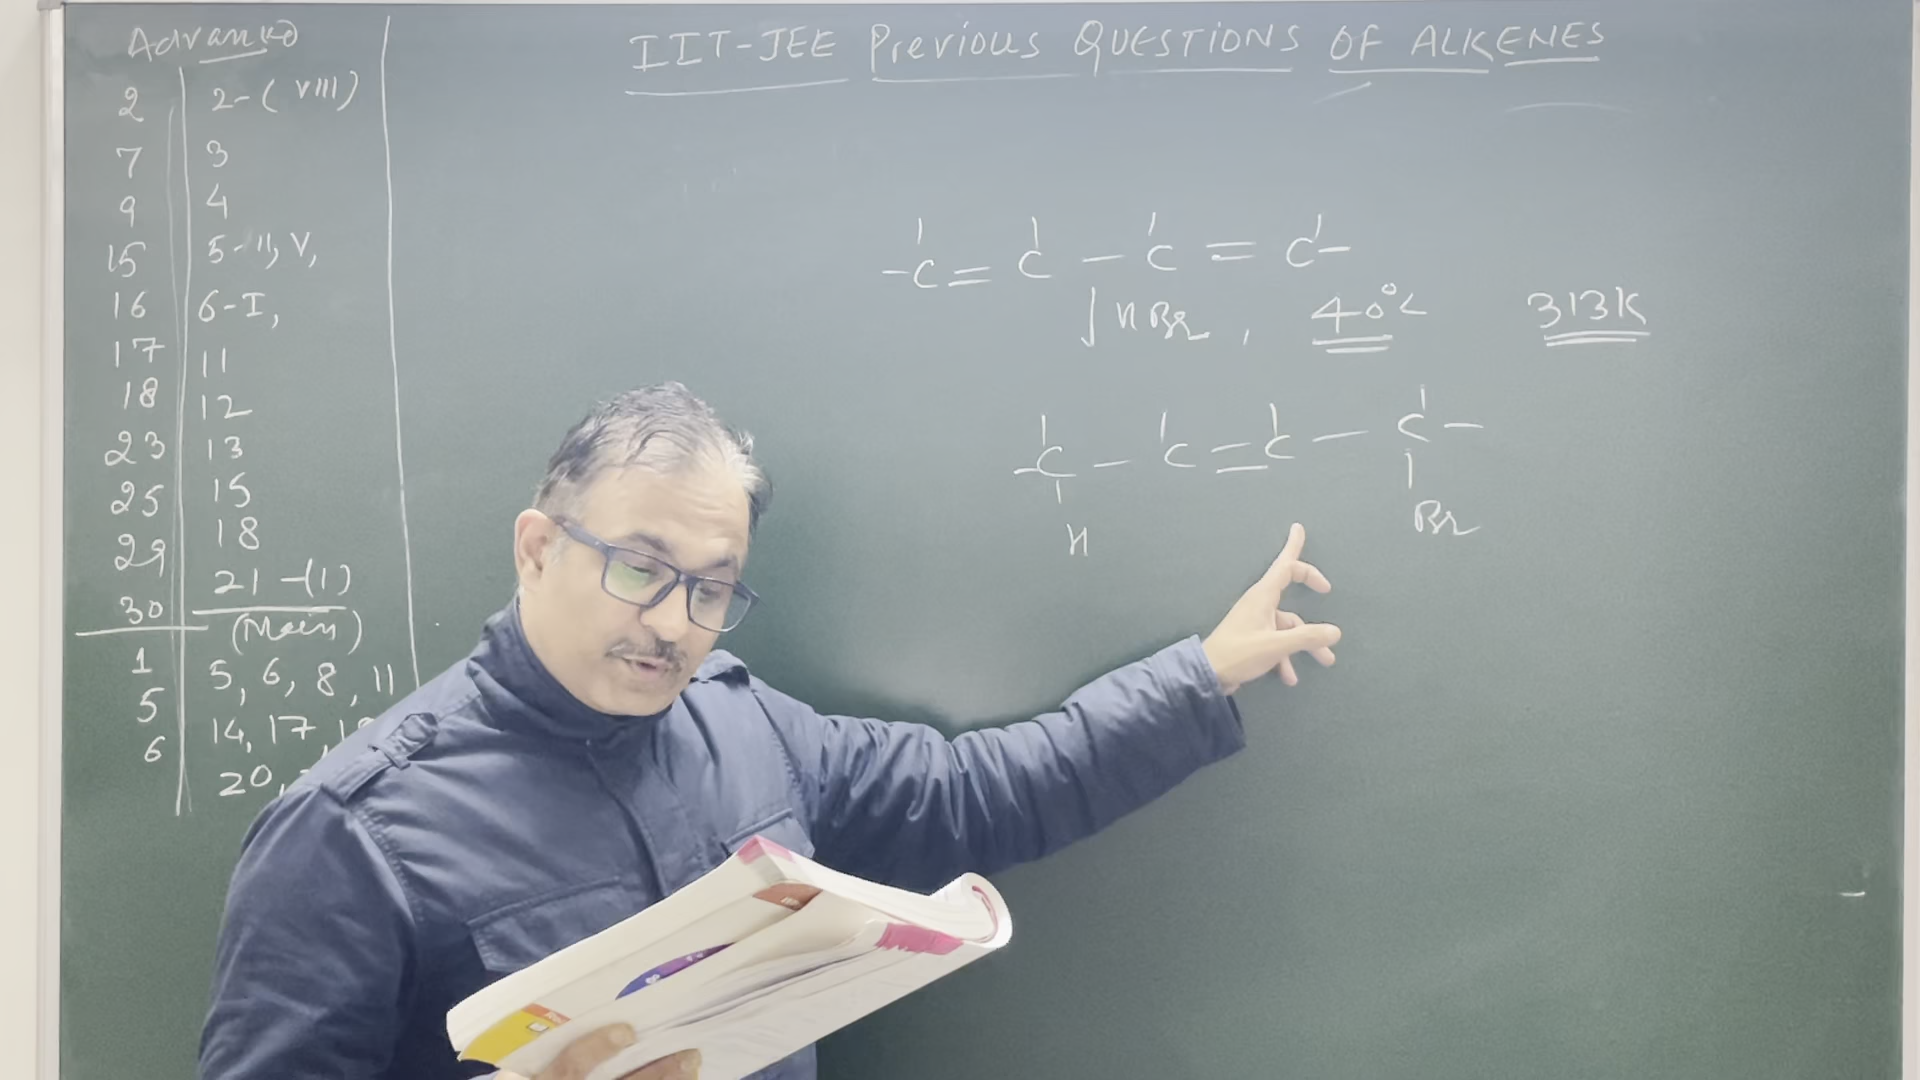 IIT-JEE Previous QUESTIONS OF ALKENES
Advanced
2 2-(VIII)
7 3
9 4
15 5-II, V,
16 6-I,
17 11
18 12
23 13
25 15
29 18
30 21-(1)
(Main)
1 5, 6, 8, 11
5 14, 17,
6 20,
-C=C-C=C-
HBr, 40°C 313K
-C-C=C-C-
H Br